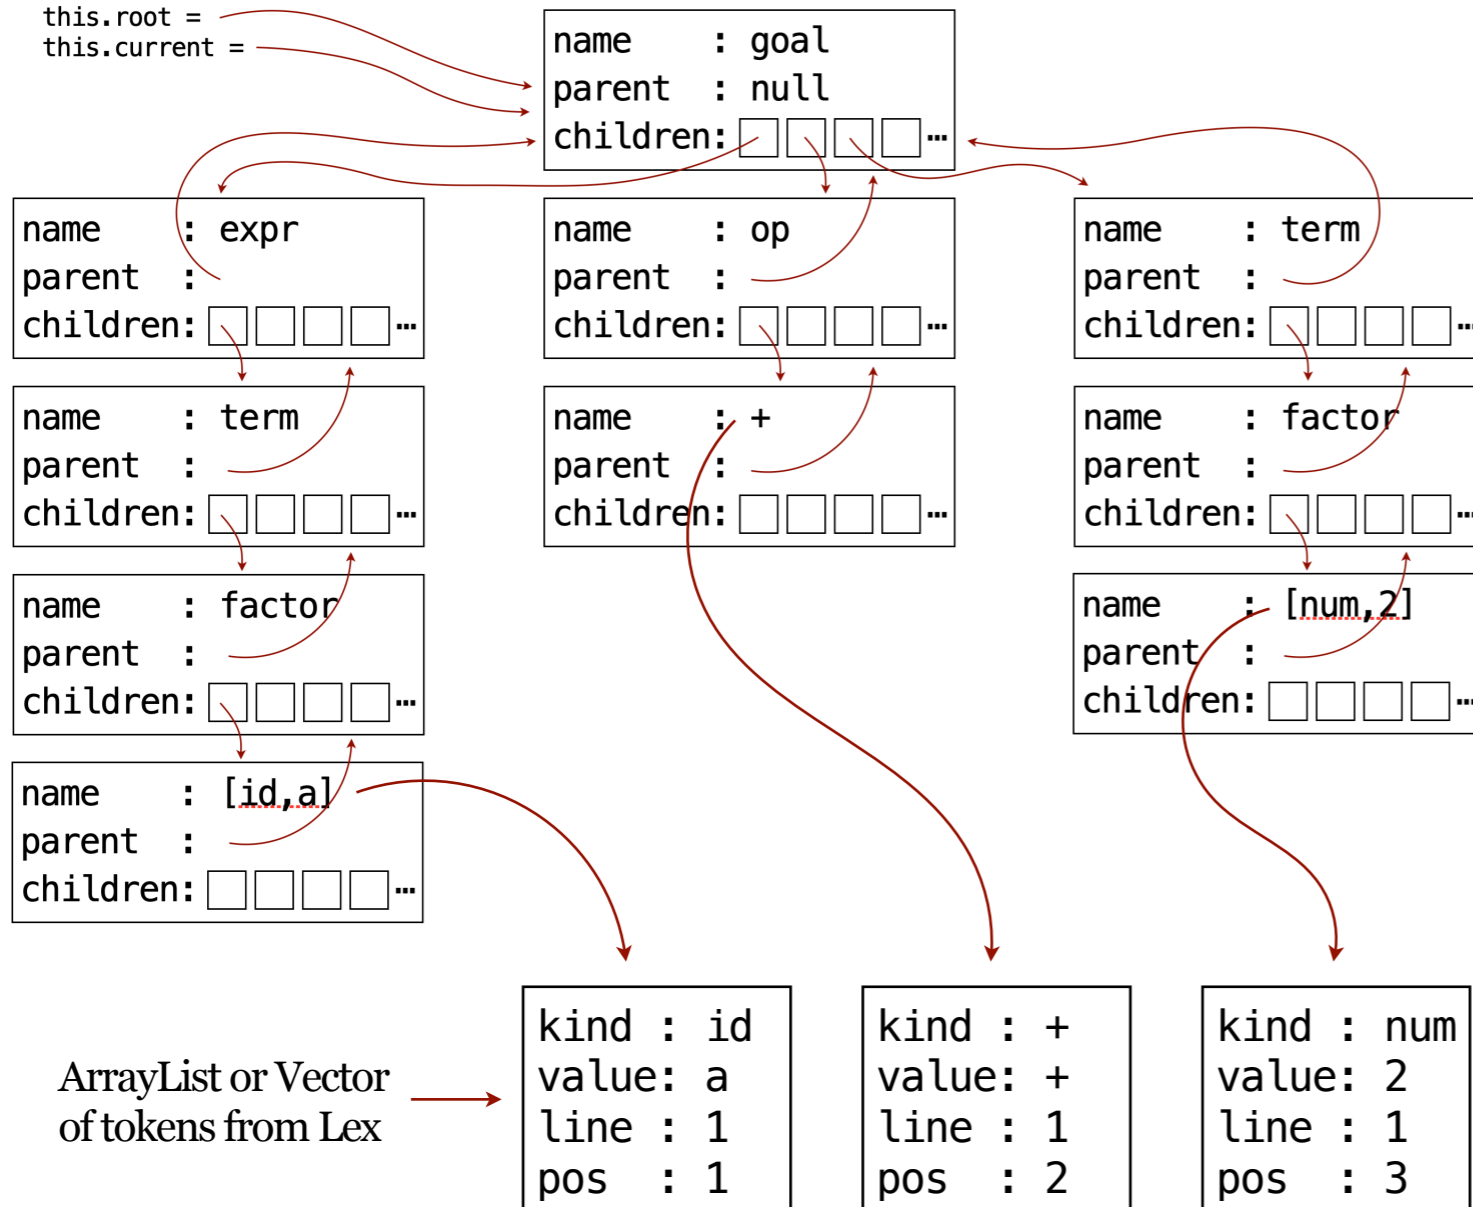 this.root =
this.current =
name : goal
parent : null
children: …
name : expr
parent :
children: …
name : op
parent :
children: …
name : term
parent :
children: …
name : term
parent :
children: …
name : +
parent :
children: …
name : factor
parent :
children: …
name : factor
parent :
children: …
name : [num,2]
parent :
children: …
name : [id,a]
parent :
children: …
ArrayList or Vector
of tokens from Lex
kind : id
value: a
line : 1
pos : 1
kind : +
value: +
line : 1
pos : 2
kind : num
value: 2
line : 1
pos : 3